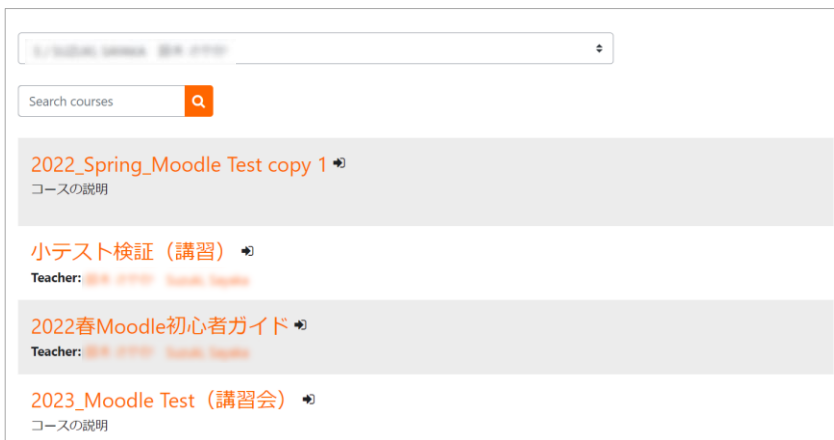 Search courses
2022_Spring_Moodle Test copy 1
コースの説明
小テスト検証（講習）
Teacher:
2022春Moodle初心者ガイド
Teacher:
2023_Moodle Test（講習会）
コースの説明